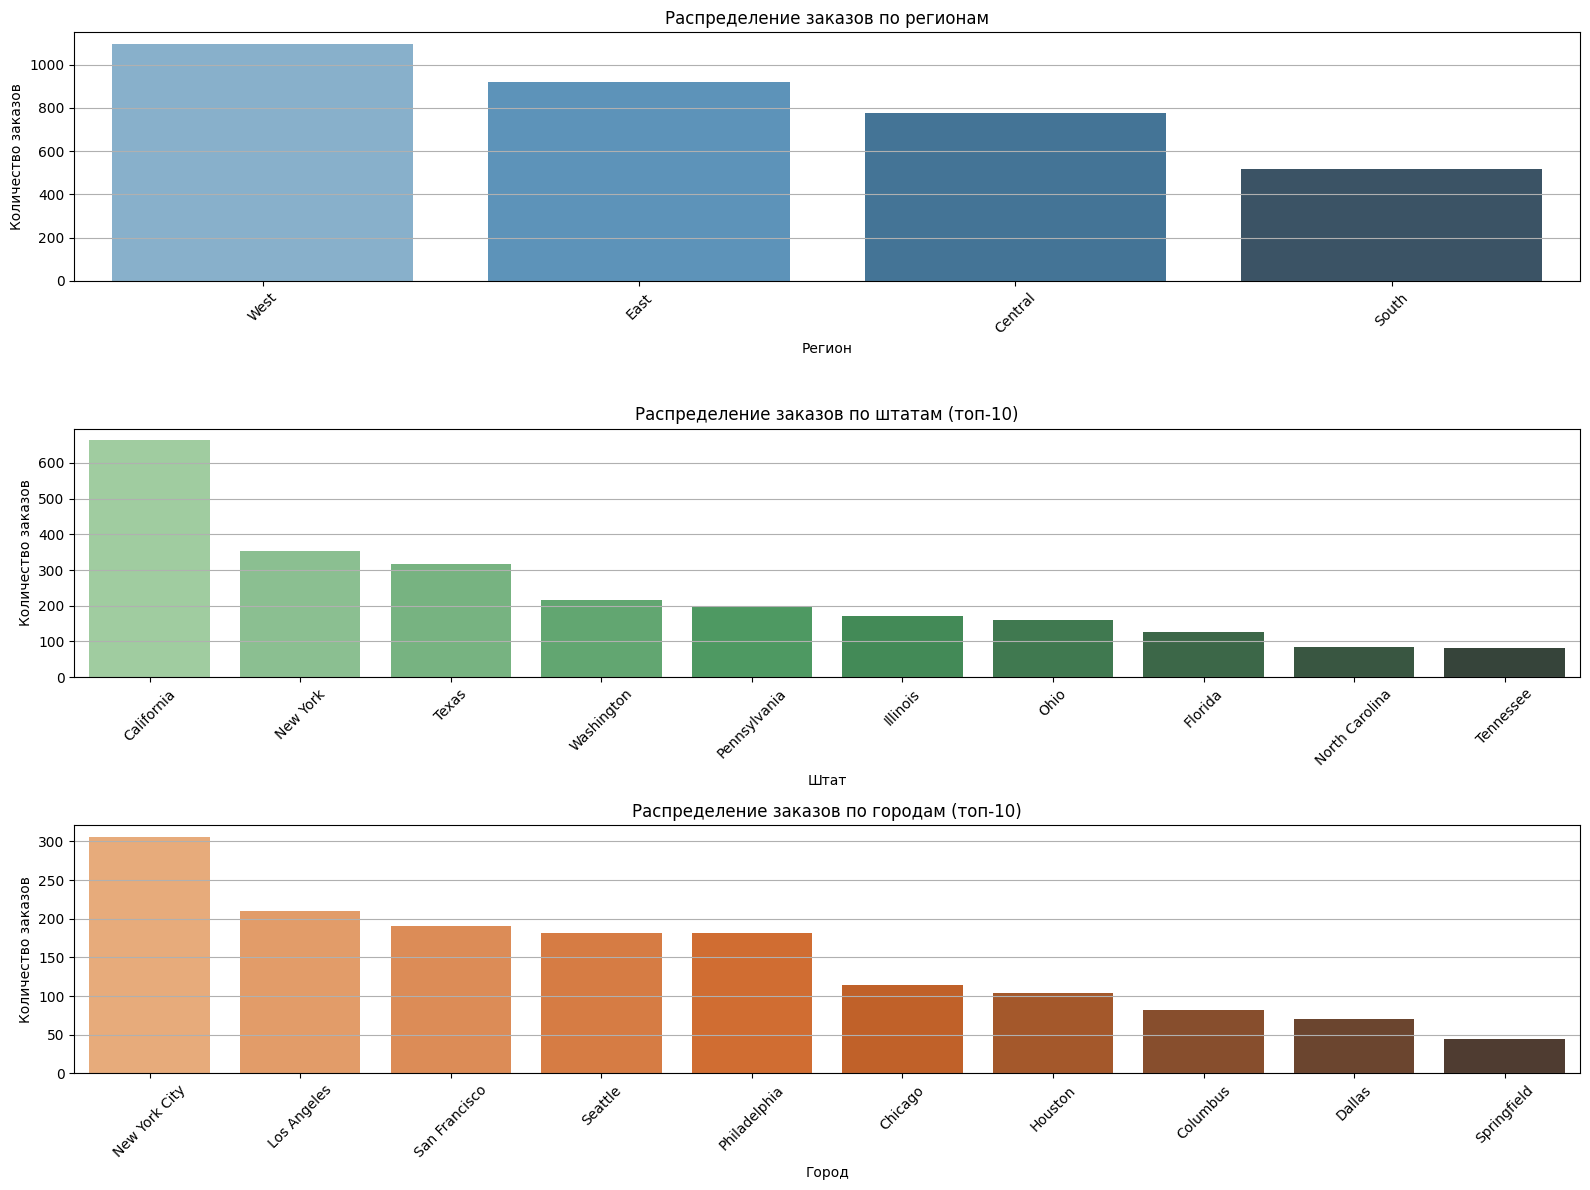 Распределение заказов по регионам
Количество заказов
1000
800
600
400
200
0
West
East
Central
South
Регион
Распределение заказов по штатам (топ-10)
Количество заказов
600
500
400
300
200
100
0
California
New York
Texas
Washington
Pennsylvania
Illinois
Ohio
Florida
North Carolina
Tennessee
Штат
Распределение заказов по городам (топ-10)
Количество заказов
300
250
200
150
100
50
0
New York City
Los Angeles
San Francisco
Seattle
Philadelphia
Chicago
Houston
Columbus
Dallas
Springfield
Город